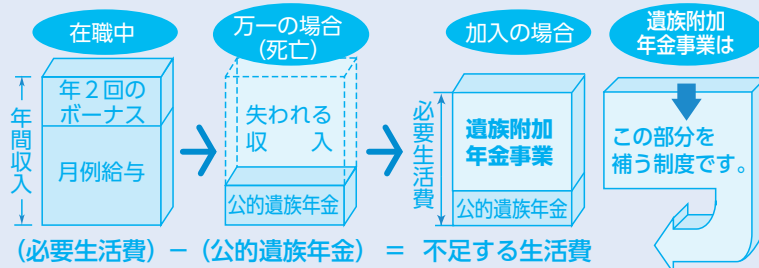 在職中
万一の場合
(死亡)
加入の場合
遺族附加
年金事業は
年間収入
年2回の
ボーナス
月例給与
失われる
収 入
公的遺族年金
必要生活費
遺族附加
年金事業
公的遺族年金
この部分を
補う制度です。
(必要生活費)−(公的遺族年金) = 不足する生活費